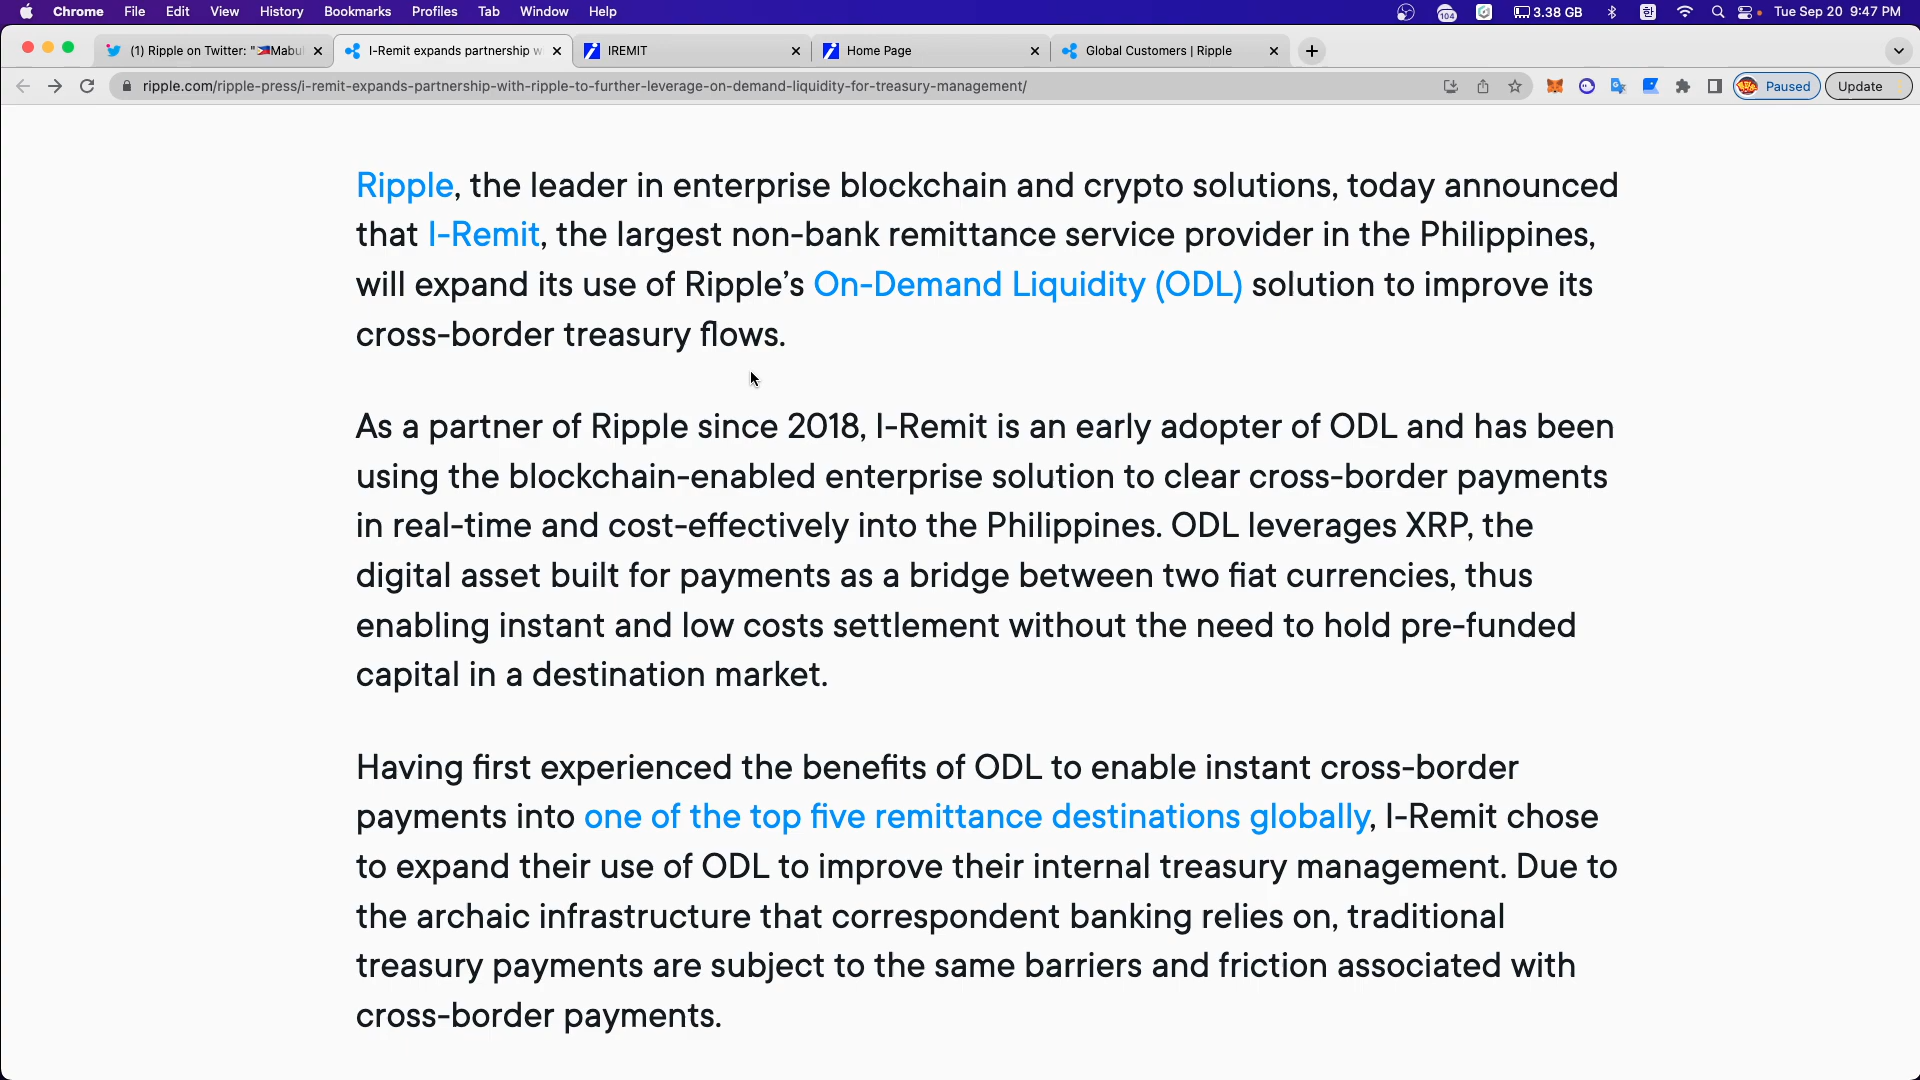 Chrome File Edit View History Bookmarks Profiles Tab Window Help 104 3.38 GB 한 Tue Sep 20 9:47 PM
(1) Ripple on Twitter: "🇵🇭Mabu I-Remit expands partnership w IREMIT Home Page Global Customers | Ripple
ripple.com/ripple-press/i-remit-expands-partnership-with-ripple-to-further-leverage-on-demand-liquidity-for-treasury-management/ Paused Update
Ripple, the leader in enterprise blockchain and crypto solutions, today announced
that I-Remit, the largest non-bank remittance service provider in the Philippines,
will expand its use of Ripple’s On-Demand Liquidity (ODL) solution to improve its
cross-border treasury flows.
As a partner of Ripple since 2018, I-Remit is an early adopter of ODL and has been
using the blockchain-enabled enterprise solution to clear cross-border payments
in real-time and cost-effectively into the Philippines. ODL leverages XRP, the
digital asset built for payments as a bridge between two fiat currencies, thus
enabling instant and low costs settlement without the need to hold pre-funded
capital in a destination market.
Having first experienced the benefits of ODL to enable instant cross-border
payments into one of the top five remittance destinations globally, I-Remit chose
to expand their use of ODL to improve their internal treasury management. Due to
the archaic infrastructure that correspondent banking relies on, traditional
treasury payments are subject to the same barriers and friction associated with
cross-border payments.